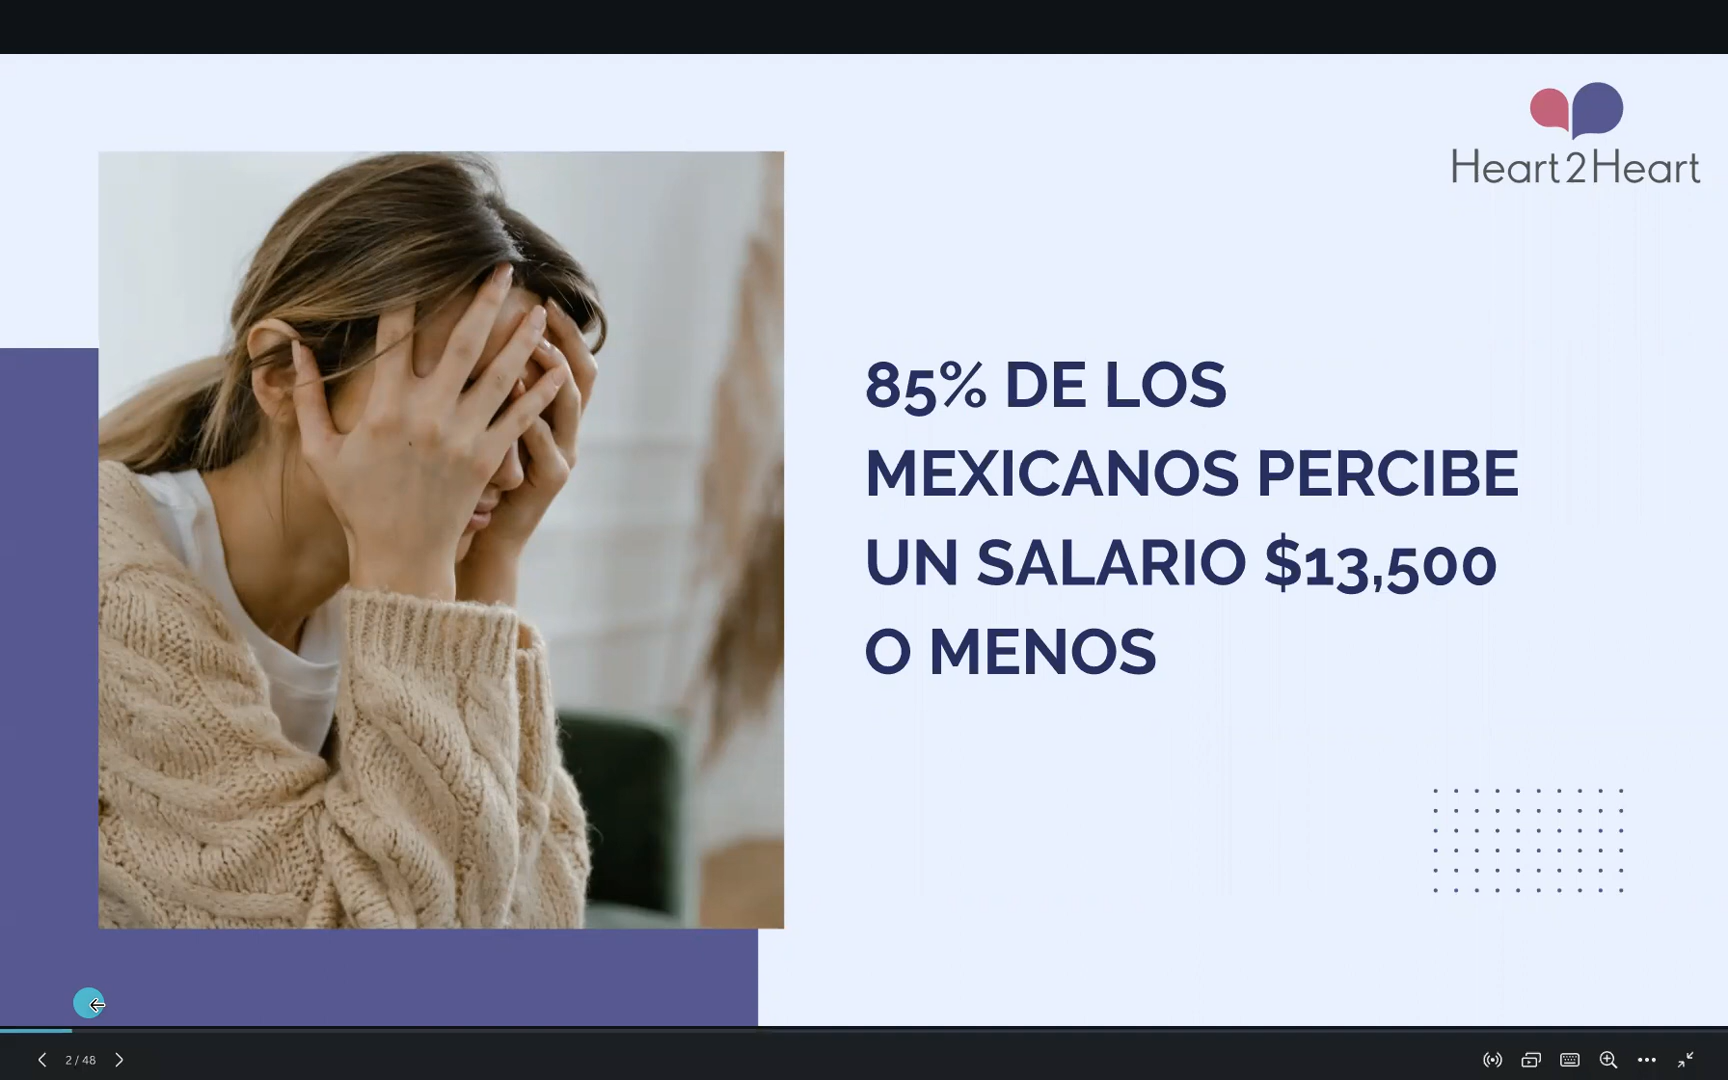 Heart2Heart
85% DE LOS
MEXICANOS PERCIBE
UN SALARIO $13,500
O MENOS
2 / 48